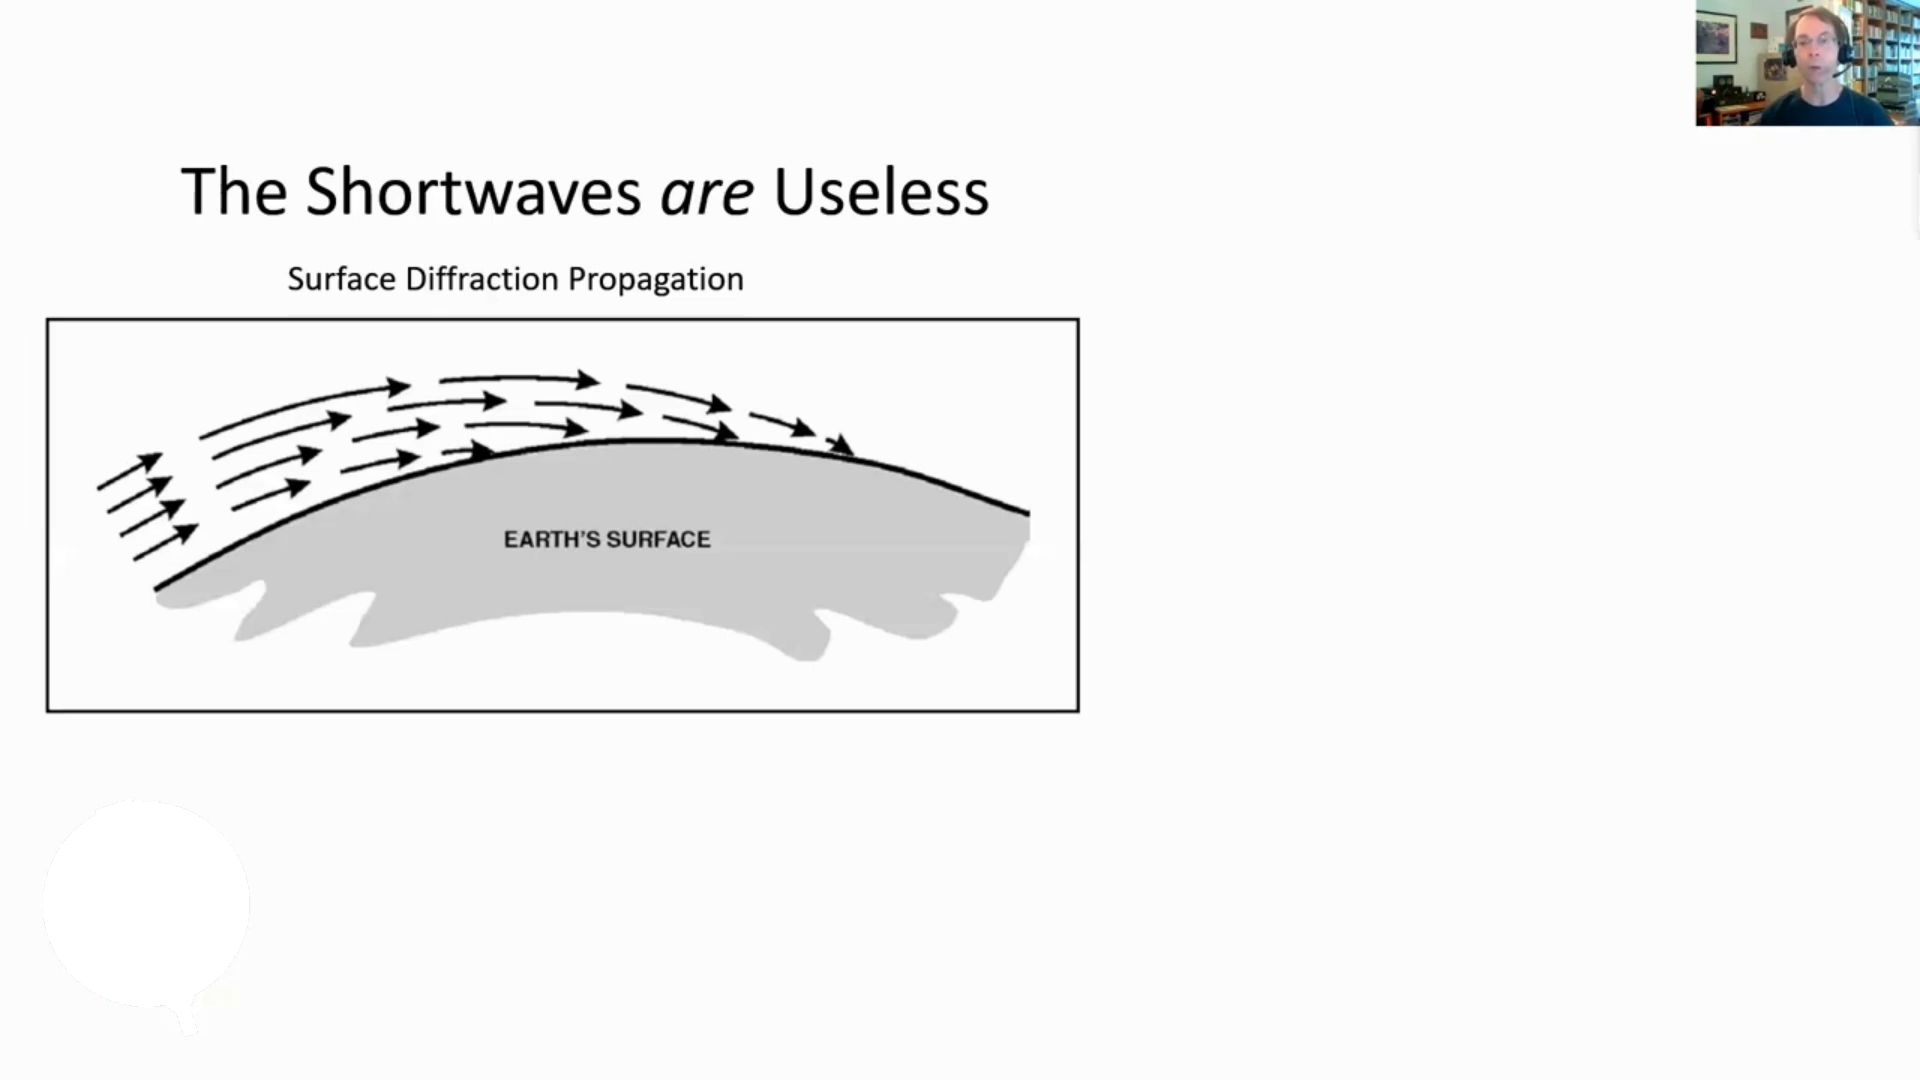 The Shortwaves are Useless
Surface Diffraction Propagation
EARTH'S SURFACE